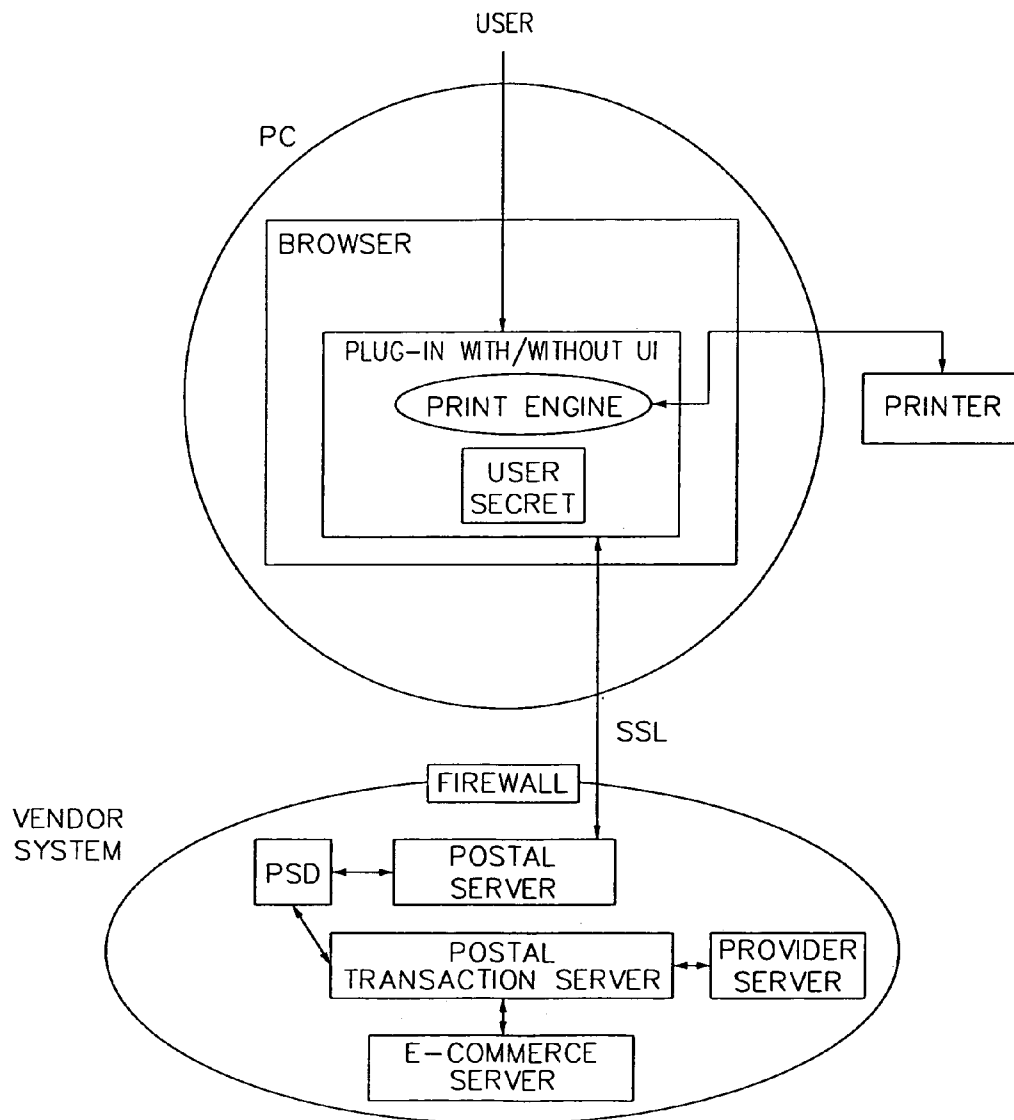 USER
PC
BROWSER
PLUG-IN WITH/WITHOUT UI
PRINT ENGINE
PRINTER
USER
SECRET
SSL
FIREWALL
VENDOR
SYSTEM
PSD
POSTAL
SERVER
POSTAL
TRANSACTION SERVER
PROVIDER
SERVER
E-COMMERCE
SERVER